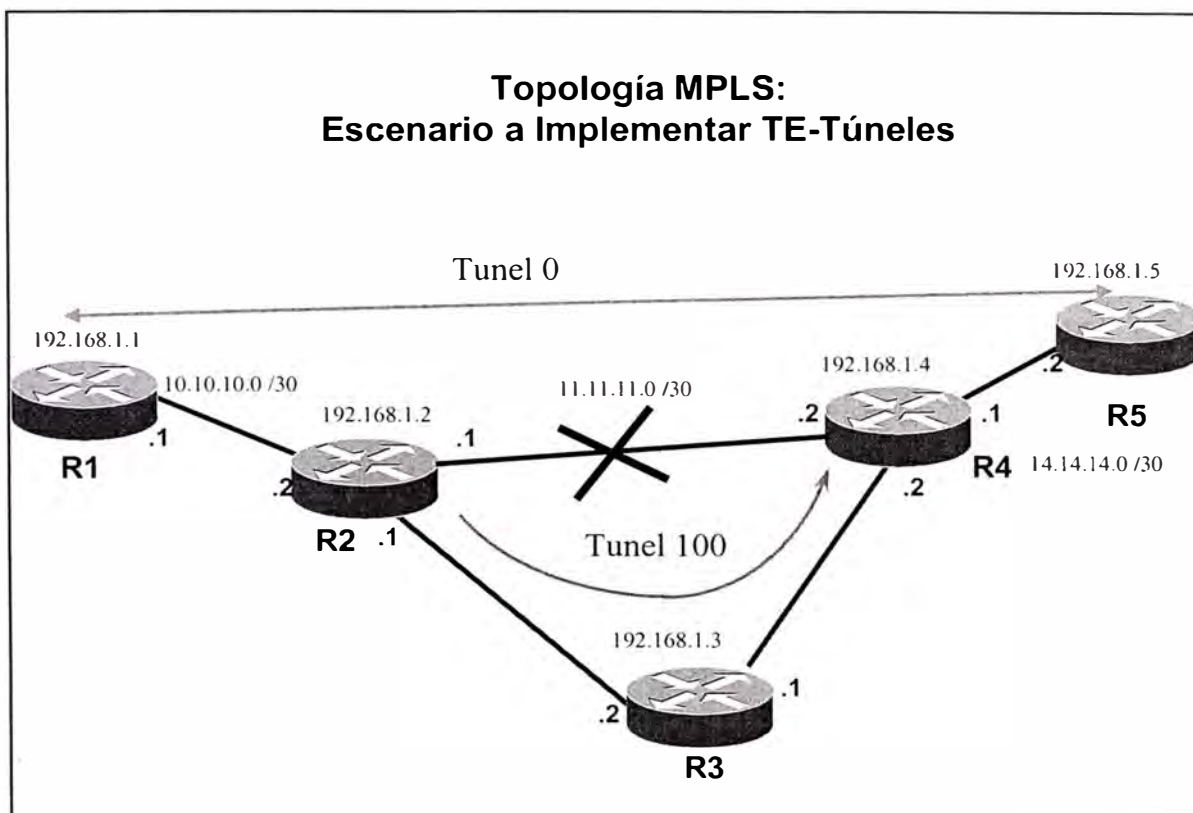 Topología MPLS:
Escenario a Implementar TE-Túneles
Tunel 0
192.168.1.5
192.168.1.1
10.10.10.0 /30
11.11.11.0 /30
192.168.1.4
192.168.1.2
.1
R1
.1
.2
.2
.1
R5
.2
R2
.1
.2
R4
14.14.14.0 /30
Tunel 100
192.168.1.3
.2
.1
R3